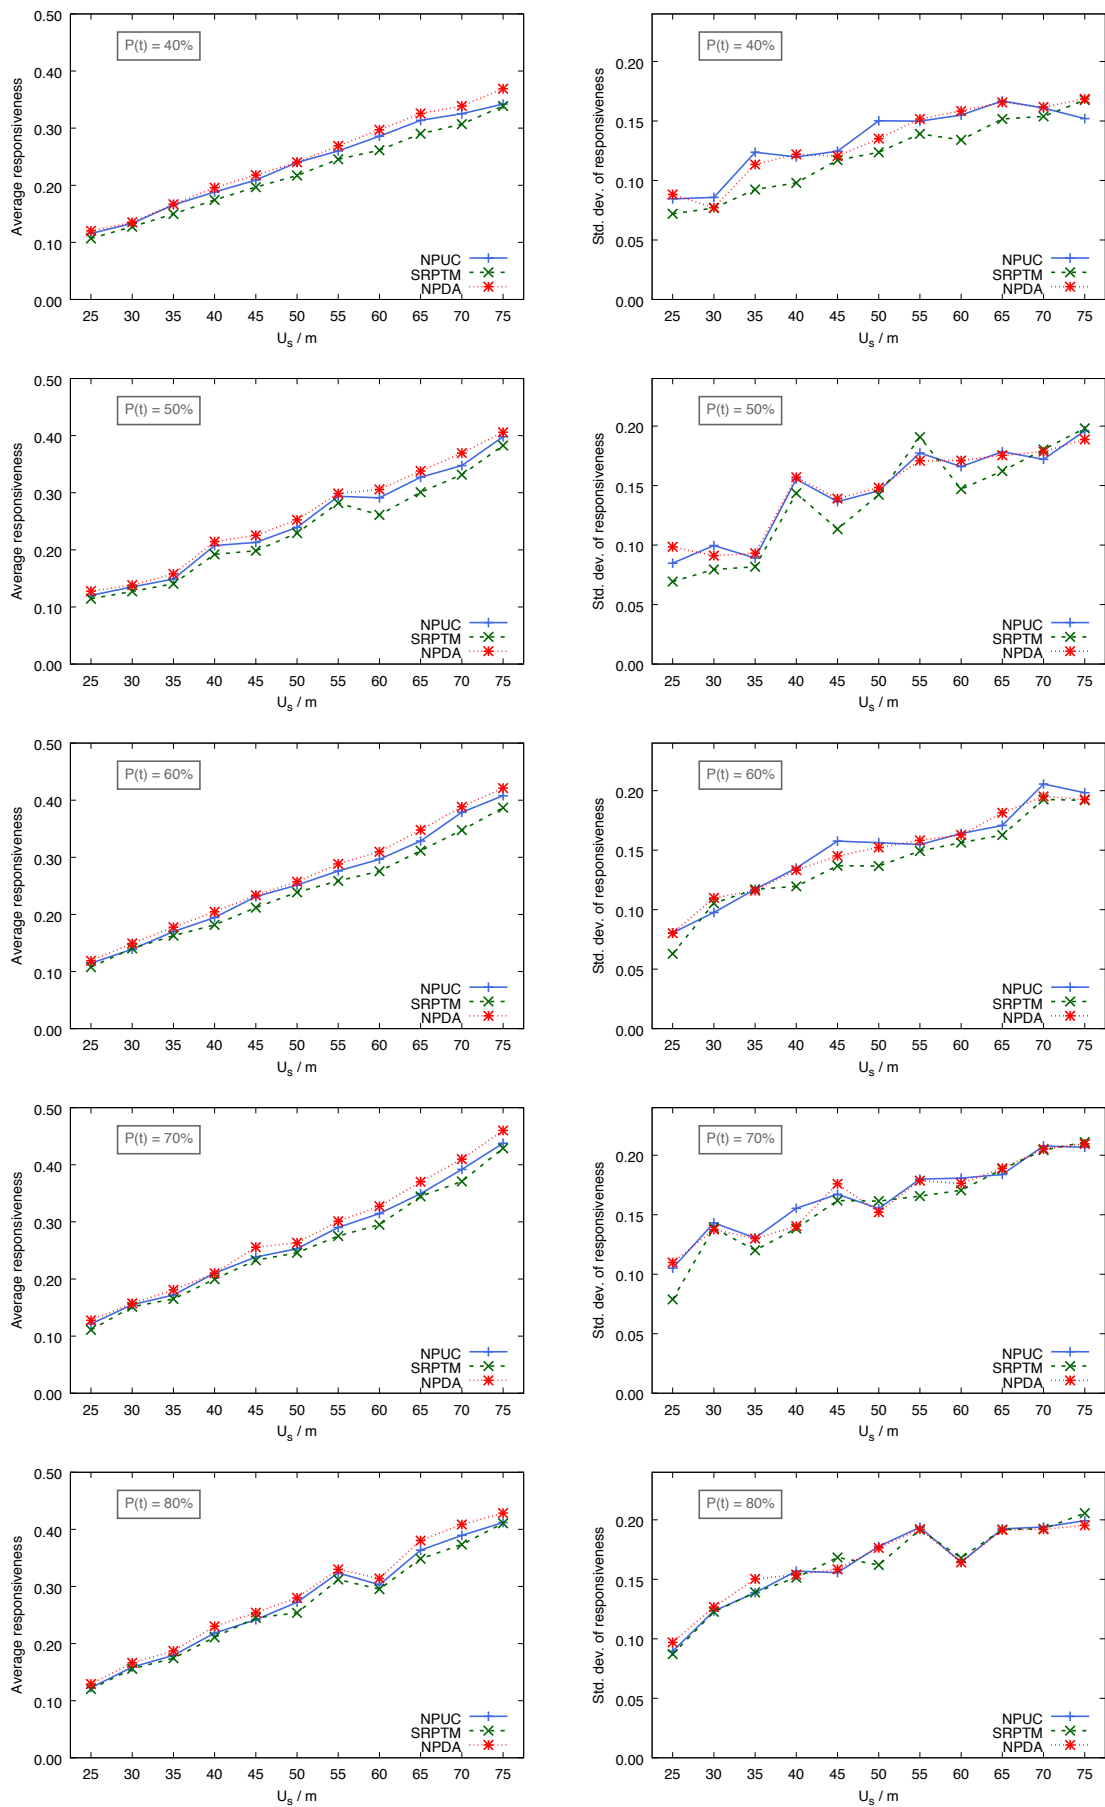 0.50
0.40
0.30
0.20
0.10
0.00
Average responsiveness
P(t) = 40%
NPUC
SRPTM
NPDA
25 30 35 40 45 50 55 60 65 70 75
U_s / m
0.20
0.15
0.10
0.05
0.00
Std. dev. of responsiveness
P(t) = 40%
NPUC
SRPTM
NPDA
25 30 35 40 45 50 55 60 65 70 75
U_s / m
0.50
0.40
0.30
0.20
0.10
0.00
Average responsiveness
P(t) = 50%
NPUC
SRPTM
NPDA
25 30 35 40 45 50 55 60 65 70 75
U_s / m
0.20
0.15
0.10
0.05
0.00
Std. dev. of responsiveness
P(t) = 50%
NPUC
SRPTM
NPDA
25 30 35 40 45 50 55 60 65 70 75
U_s / m
0.50
0.40
0.30
0.20
0.10
0.00
Average responsiveness
P(t) = 60%
NPUC
SRPTM
NPDA
25 30 35 40 45 50 55 60 65 70 75
U_s / m
0.20
0.15
0.10
0.05
0.00
Std. dev. of responsiveness
P(t) = 60%
NPUC
SRPTM
NPDA
25 30 35 40 45 50 55 60 65 70 75
U_s / m
0.50
0.40
0.30
0.20
0.10
0.00
Average responsiveness
P(t) = 70%
NPUC
SRPTM
NPDA
25 30 35 40 45 50 55 60 65 70 75
U_s / m
0.20
0.15
0.10
0.05
0.00
Std. dev. of responsiveness
P(t) = 70%
NPUC
SRPTM
NPDA
25 30 35 40 45 50 55 60 65 70 75
U_s / m
0.50
0.40
0.30
0.20
0.10
0.00
Average responsiveness
P(t) = 80%
NPUC
SRPTM
NPDA
25 30 35 40 45 50 55 60 65 70 75
U_s / m
0.20
0.15
0.10
0.05
0.00
Std. dev. of responsiveness
P(t) = 80%
NPUC
SRPTM
NPDA
25 30 35 40 45 50 55 60 65 70 75
U_s / m